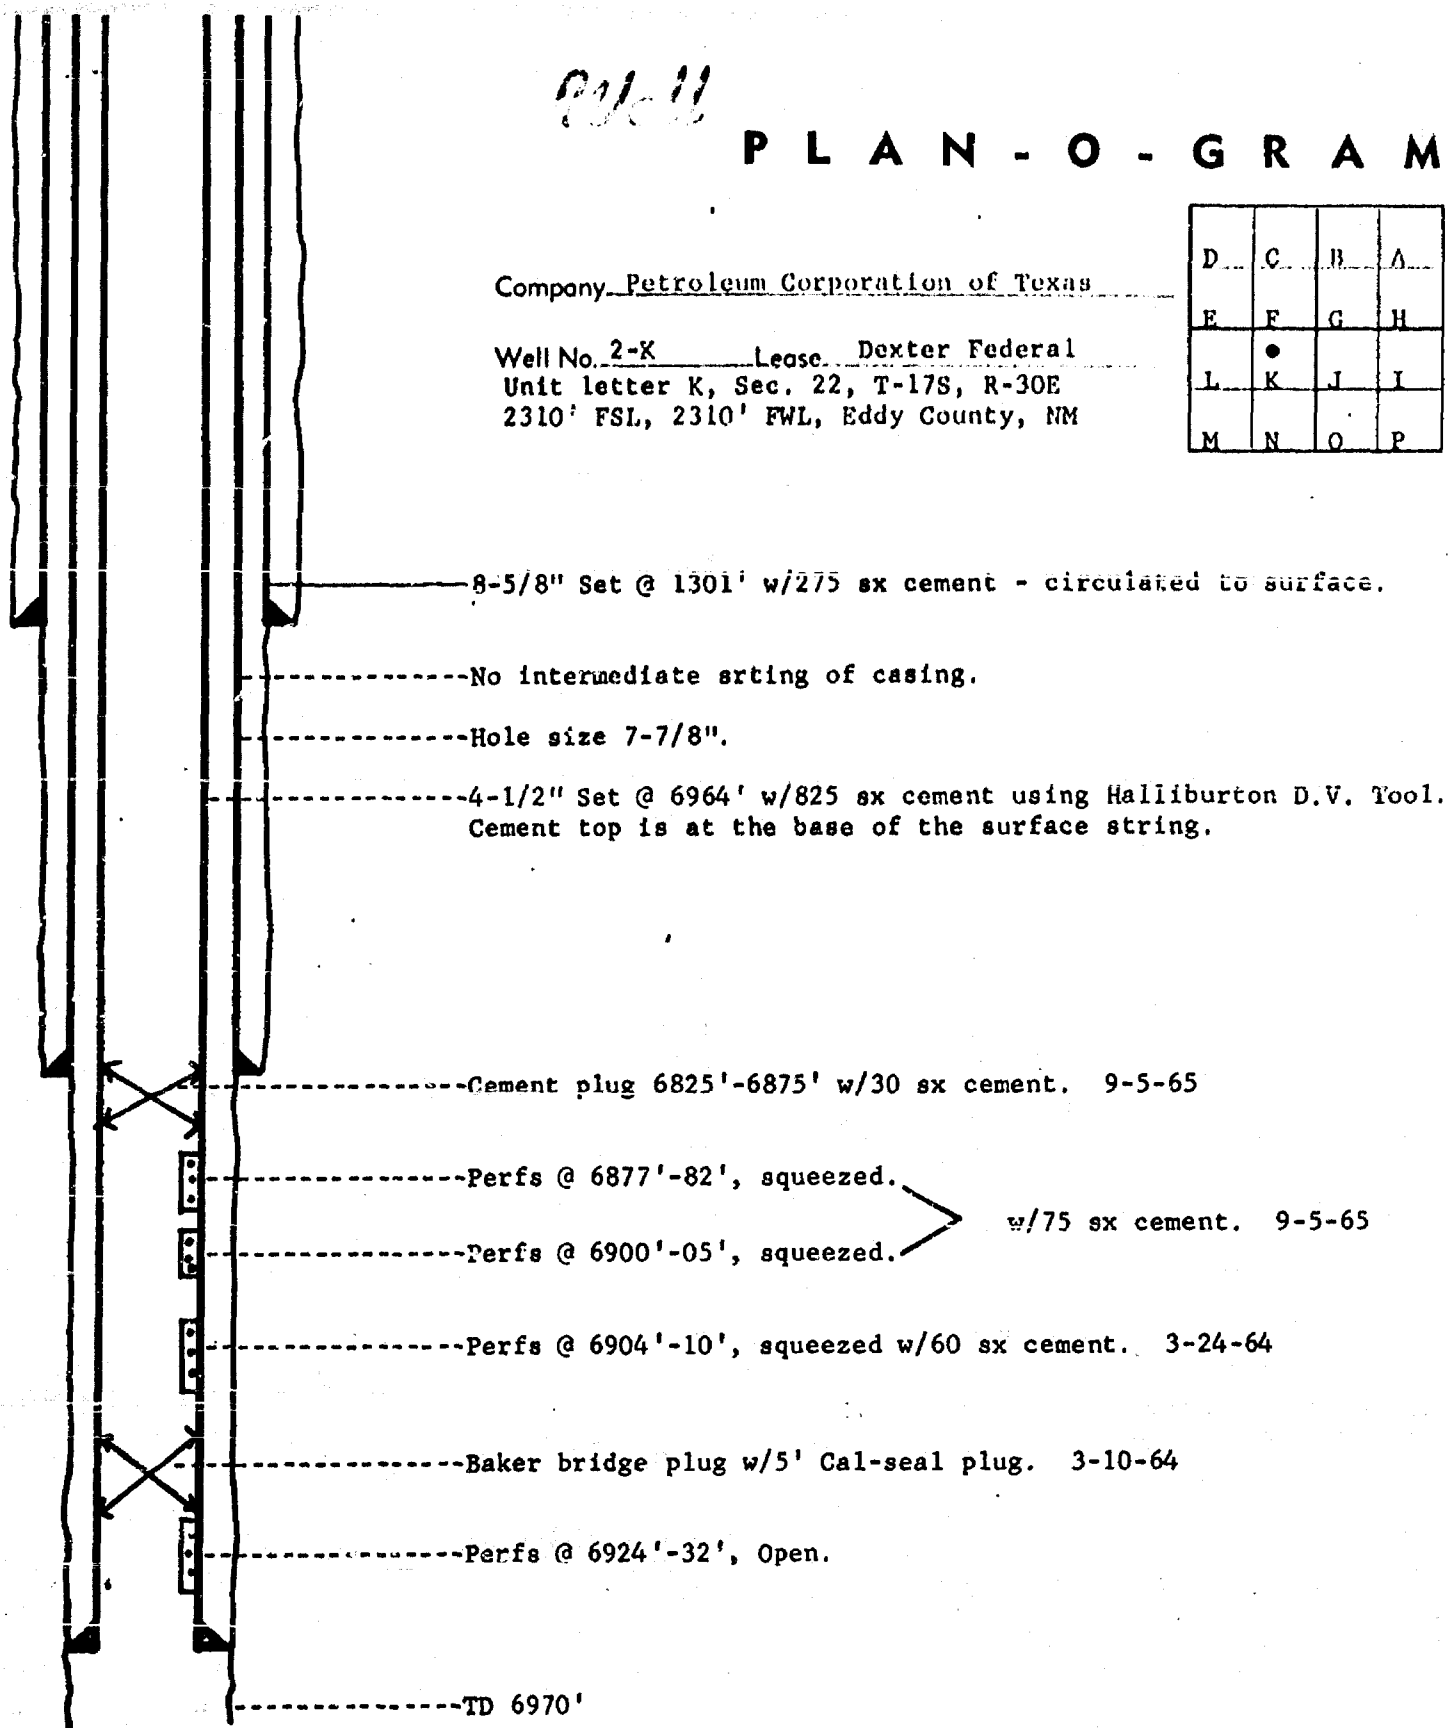 Well
PLAN-O-GRAM
D C B A
E F G H
L K J I
M N O P
Company Petroleum Corporation of Texas
Well No. 2-X Lease Dexter Federal
Unit letter K, Sec. 22, T-17S, R-30E
2310' FSL, 2310' FWL, Eddy County, NM
8-5/8" Set @ 1301' w/275 sx cement - circulated to surface.
No intermediate srting of casing.
Hole size 7-7/8".
4-1/2" Set @ 6964' w/825 sx cement using Halliburton D.V. Tool.
Cement top is at the base of the surface string.
Cement plug 6825'-6875' w/30 sx cement. 9-5-65
Perfs @ 6877'-82', squeezed.
w/75 sx cement. 9-5-65
Perfs @ 6900'-05', squeezed.
Perfs @ 6904'-10', squeezed w/60 sx cement. 3-24-64
Baker bridge plug w/5' Cal-seal plug. 3-10-64
Perfs @ 6924'-32', Open.
TD 6970'